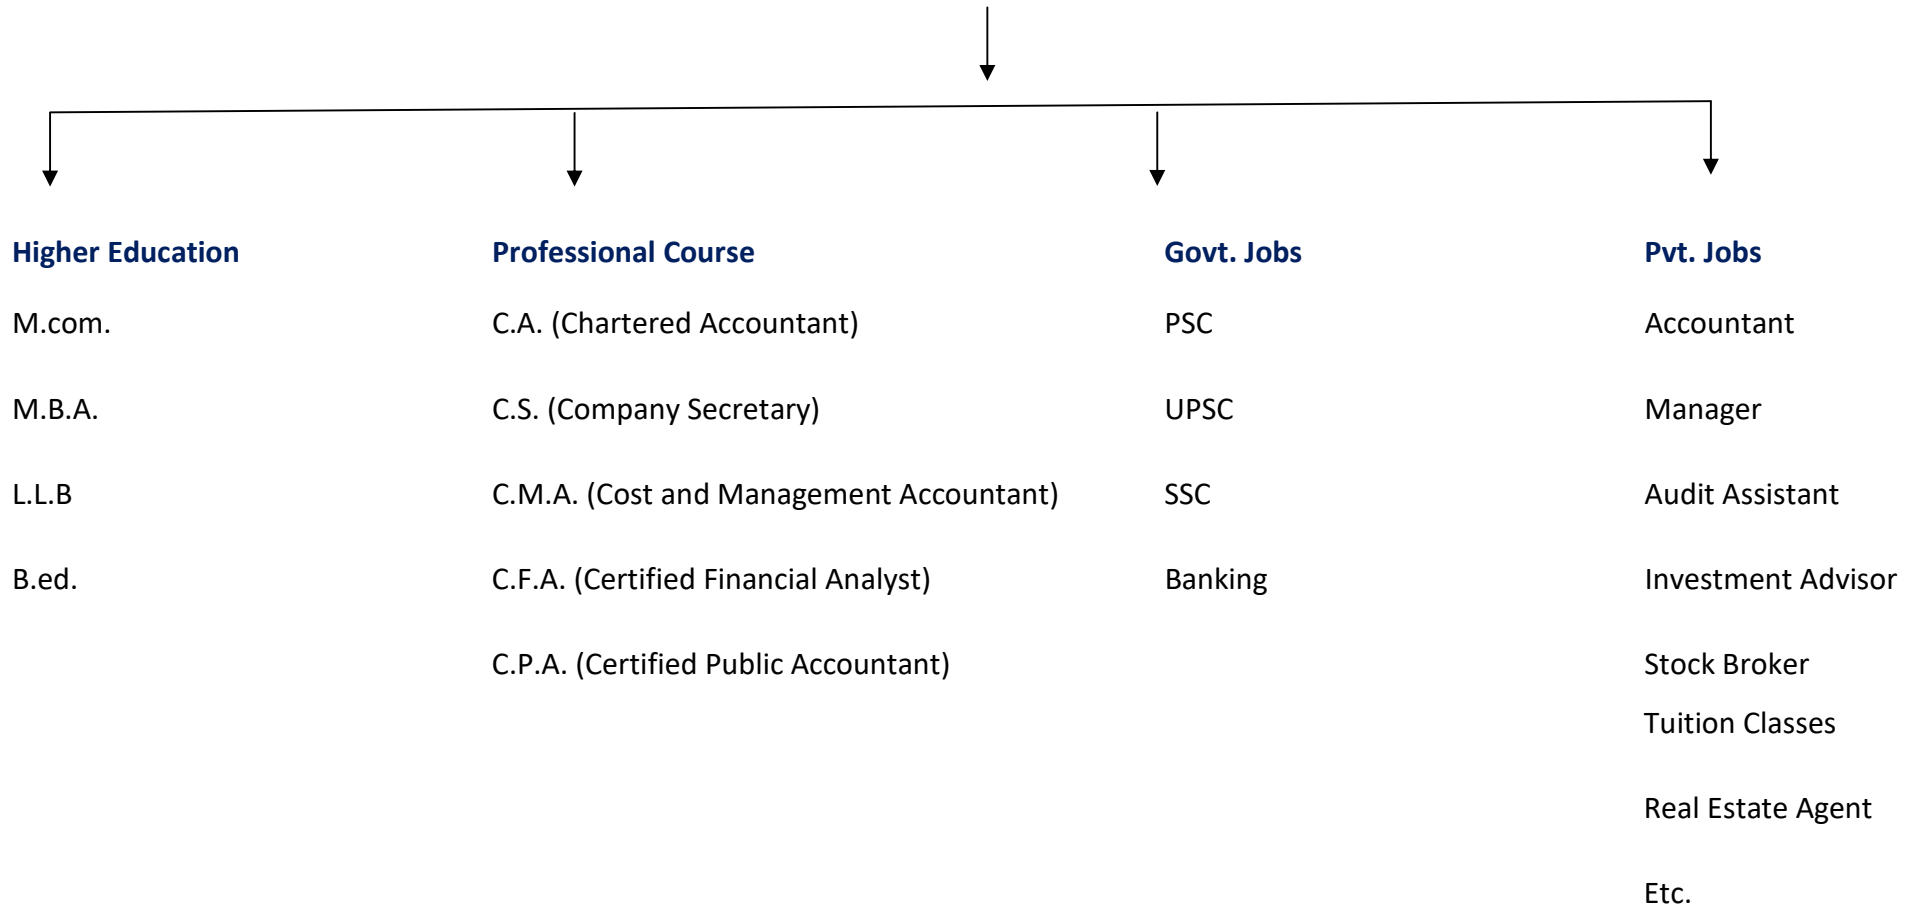 Higher Education
M.com.
M.B.A.
L.L.B
B.ed.
Professional Course
C.A. (Chartered Accountant)
C.S. (Company Secretary)
C.M.A. (Cost and Management Accountant)
C.F.A. (Certified Financial Analyst)
C.P.A. (Certified Public Accountant)
Govt. Jobs
PSC
UPSC
SSC
Banking
Pvt. Jobs
Accountant
Manager
Audit Assistant
Investment Advisor
Stock Broker
Tuition Classes
Real Estate Agent
Etc.